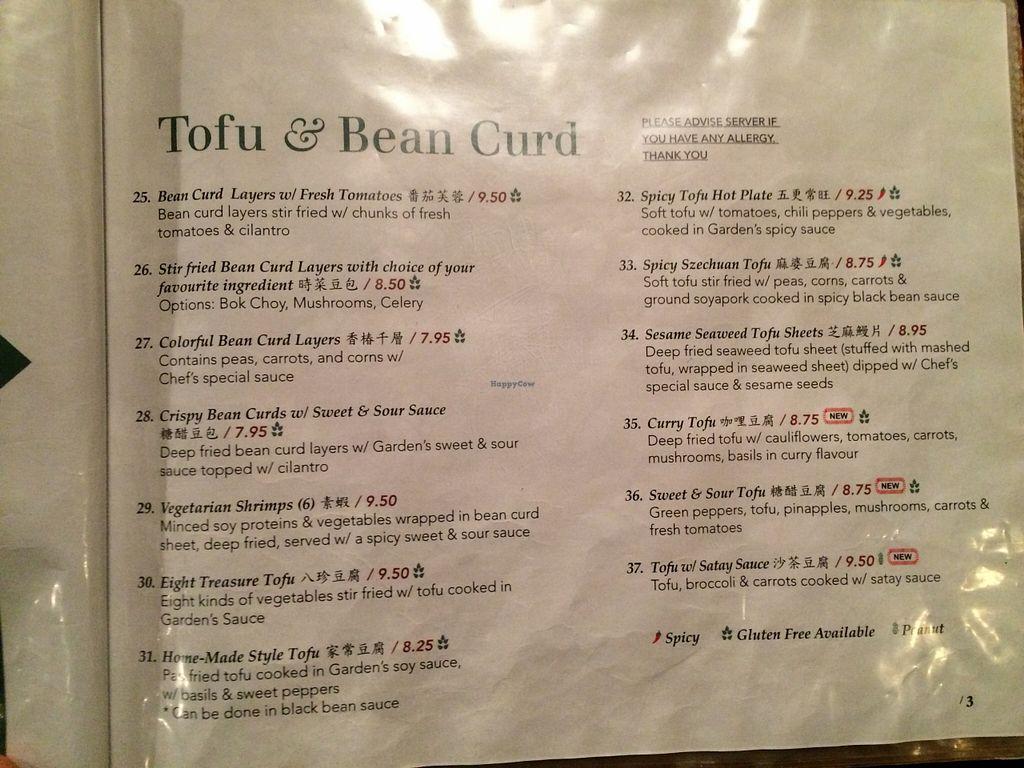 Tofu & Bean Curd
PLEASE ADVISE SERVER IF
YOU HAVE ANY ALLERGY.
THANK YOU
25. Bean Curd Layers w/ Fresh Tomatoes 番茄芙蓉 / 9.50
Bean curd layers stir fried w/ chunks of fresh
tomatoes & cilantro
26. Stir fried Bean Curd Layers with choice of your
favourite ingredient 時菜豆包 / 8.50
Options: Bok Choy, Mushrooms, Celery
27. Colorful Bean Curd Layers 香椿千層 / 7.95
Contains peas, carrots, and corns w/
Chef's special sauce
28. Crispy Bean Curds w/ Sweet & Sour Sauce
糖醋豆包 / 7.95
Deep fried bean curd layers w/ Garden's sweet & sour
sauce topped w/ cilantro
29. Vegetarian Shrimps (6) 素蝦 / 9.50
Minced soy proteins & vegetables wrapped in bean curd
sheet, deep fried, served w/ a spicy sweet & sour sauce
30. Eight Treasure Tofu 八珍豆腐 / 9.50
Eight kinds of vegetables stir fried w/ tofu cooked in
Garden's Sauce
31. Home-Made Style Tofu 家常豆腐 / 8.25
Pan fried tofu cooked in Garden's soy sauce,
w/ basils & sweet peppers
* Can be done in black bean sauce
32. Spicy Tofu Hot Plate 五更常旺 / 9.25
Soft tofu w/ tomatoes, chili peppers & vegetables,
cooked in Garden's spicy sauce
33. Spicy Szechuan Tofu 麻婆豆腐 / 8.75
Soft tofu stir fried w/ peas, corns, carrots &
ground soyapork cooked in spicy black bean sauce
34. Sesame Seaweed Tofu Sheets 芝麻鰻片 / 8.95
Deep fried seaweed tofu sheet (stuffed with mashed
tofu, wrapped in seaweed sheet) dipped w/ Chef's
special sauce & sesame seeds
35. Curry Tofu 咖哩豆腐 / 8.75 NEW
Deep fried tofu w/ cauliflowers, tomatoes, carrots,
mushrooms, basils in curry flavour
36. Sweet & Sour Tofu 糖醋豆腐 / 8.75 NEW
Green peppers, tofu, pinapples, mushrooms, carrots &
fresh tomatoes
37. Tofu w/ Satay Sauce 沙茶豆腐 / 9.50 NEW
Tofu, broccoli & carrots cooked w/ satay sauce
Spicy Gluten Free Available Peanut
/ 3
HappyCow